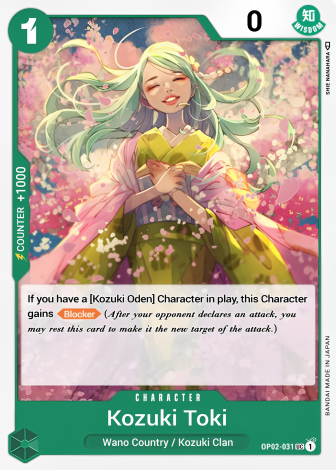 1
0
知
WISDOM
SHIE NANAHARA
COUNTER +1000
If you have a [Kozuki Oden] Character in play, this Character
gains Blocker (After your opponent declares an attack, you
may rest this card to make it the new target of the attack.)
BANDAI MADE IN JAPAN
CHARACTER
Kozuki Toki
Wano Country / Kozuki Clan
OP02-031 UC 1